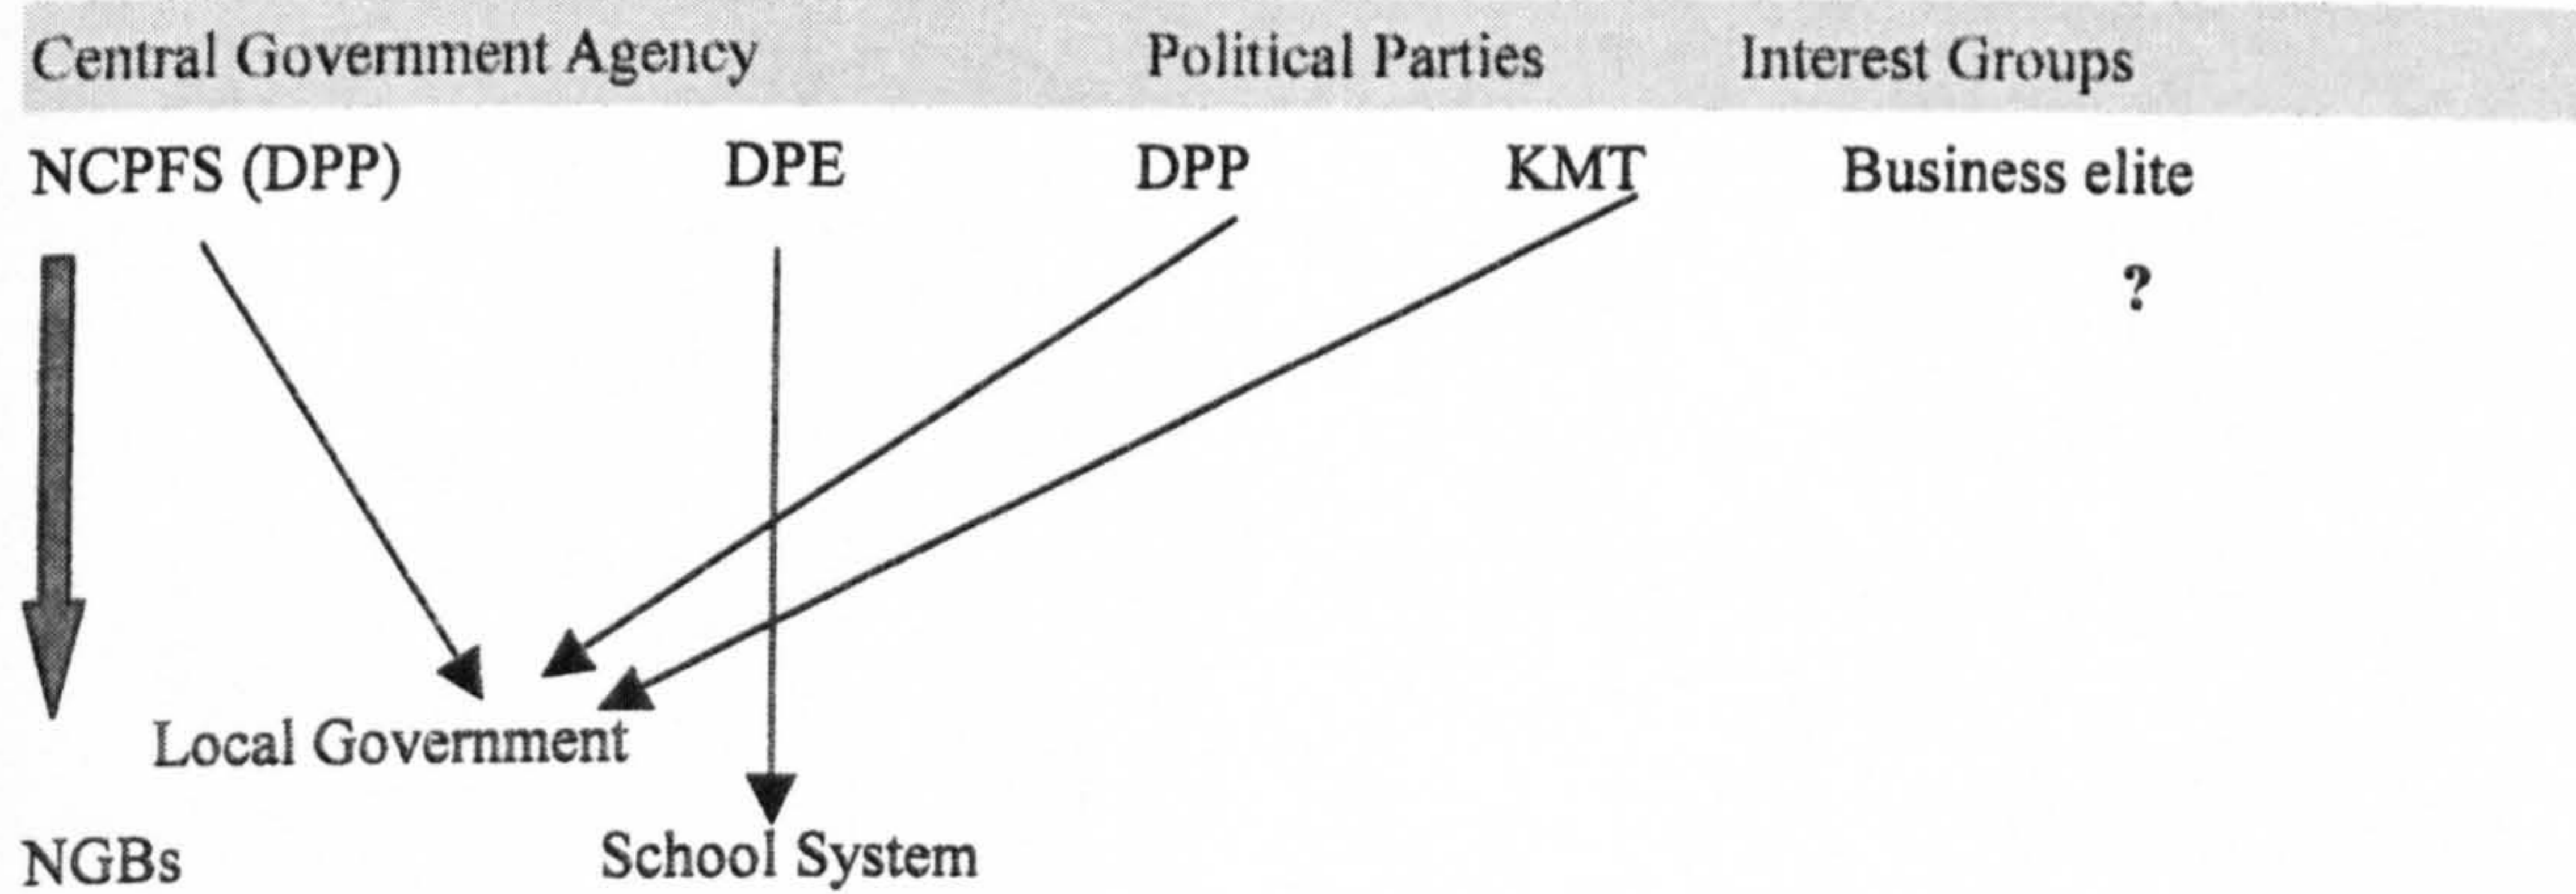 Central Government Agency Political Parties Interest Groups
NCPFS (DPP) DPE DPP KMT Business elite
?
Local Government
NGBs School System